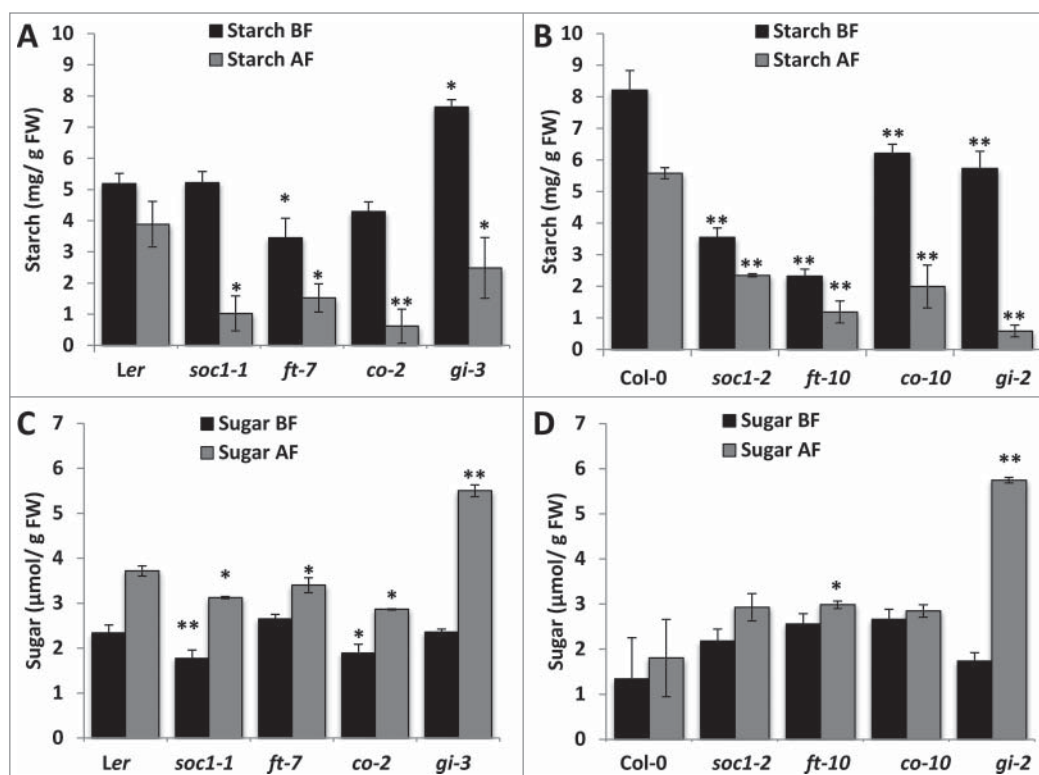 A
Starch BF
Starch AF
Starch (mg/ g FW)
10
9
8
7
6
5
4
3
2
1
0
*
*
*
*
**
*
*
Ler
soc1-1
ft-7
co-2
gi-3
B
Starch BF
Starch AF
Starch (mg/ g FW)
10
9
8
7
6
5
4
3
2
1
0
**
**
**
**
**
**
**
**
Col-0
soc1-2
ft-10
co-10
gi-2
C
Sugar BF
Sugar AF
Sugar (µmol/ g FW)
7
6
5
4
3
2
1
0
**
*
*
*
*
**
Ler
soc1-1
ft-7
co-2
gi-3
D
Sugar BF
Sugar AF
Sugar (µmol/ g FW)
7
6
5
4
3
2
1
0
*
**
Col-0
soc1-2
ft-10
co-10
gi-2